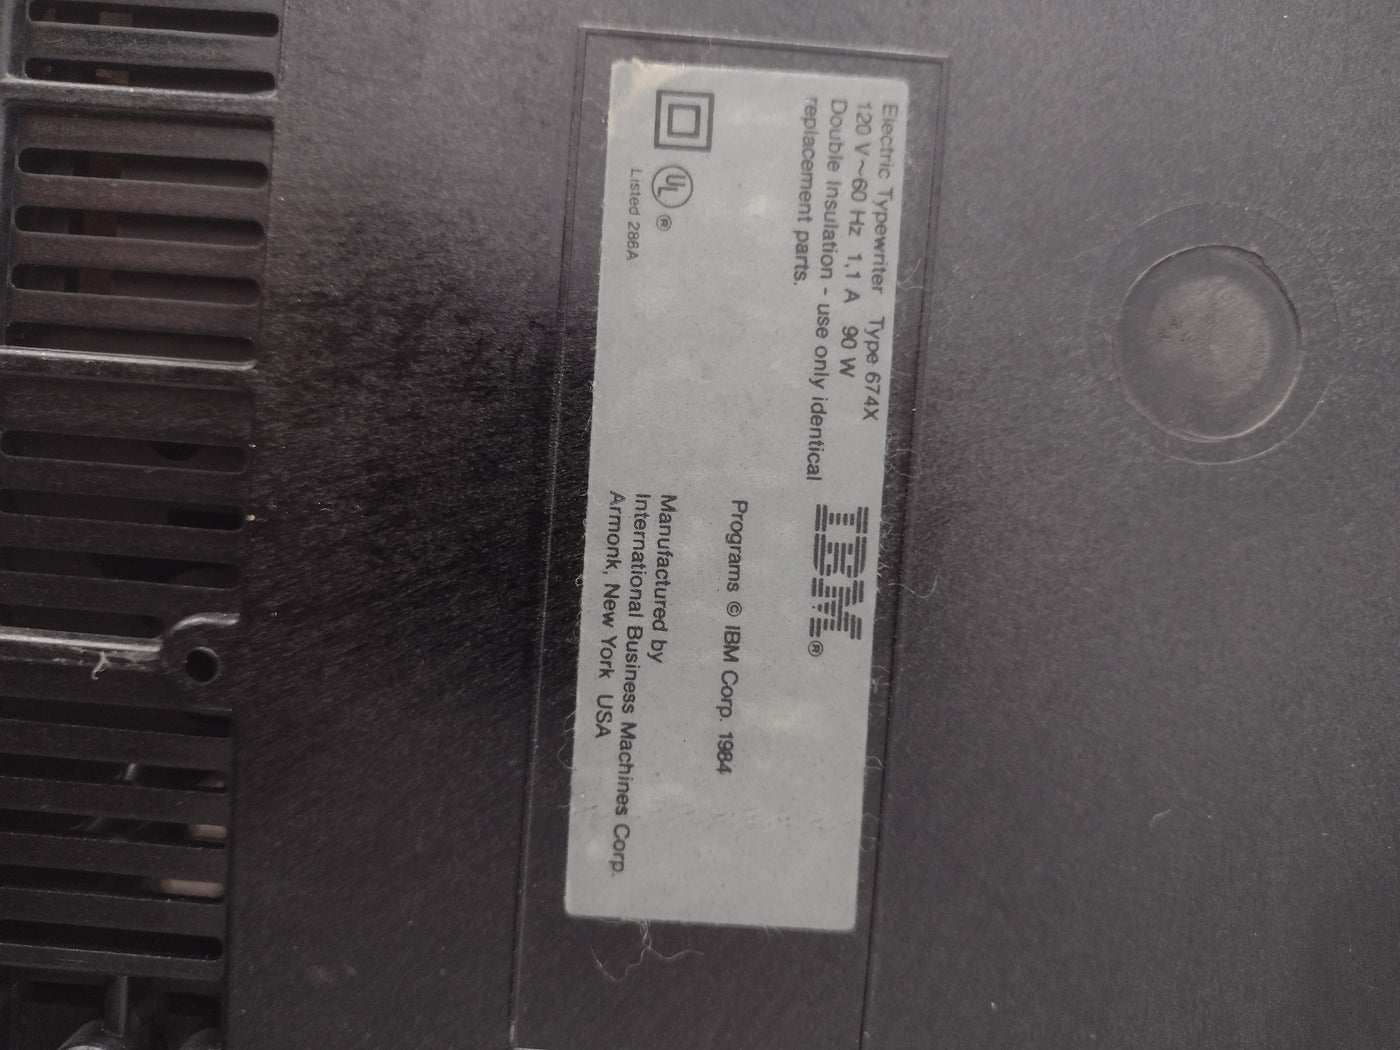 Electric Typewriter Type 674X
120 V~60 Hz 1,1 A 90 W
Double Insulation - use only identical
replacement parts.
UL ®
Listed 286A
IBM®
Programs © IBM Corp. 1984
Manufactured by
International Business Machines Corp.
Armonk, New York USA